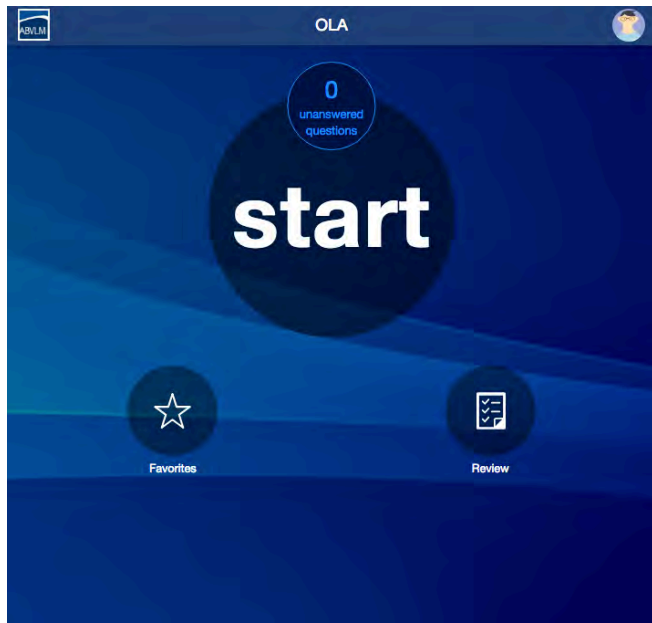 ABVLM
OLA
0
unanswered
questions
start
Favorites
Review